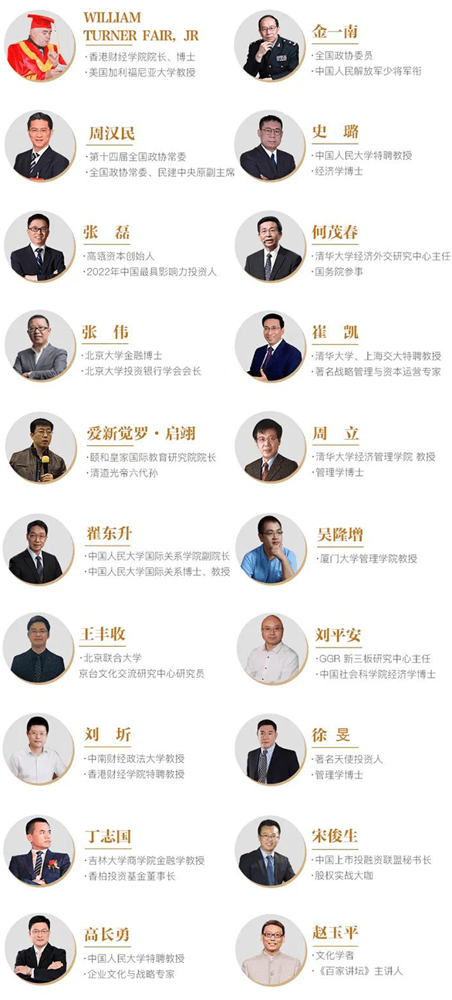 WILLIAM
TURNER FAIR, JR
·香港财经学院院长、博士
·美国加利福尼亚大学教授
金一南
·全国政协委员
·中国人民解放军少将军衔
周汉民
·第十四届全国政协常委
·全国政协常委、民建中央原副主席
史 璐
·中国人民大学特聘教授
·经济学博士
张 磊
·高瓴资本创始人
·2022年中国最具影响力投资人
何茂春
·清华大学经济外交研究中心主任
·国务院参事
张 伟
·北京大学金融博士
·北京大学投资银行学会会长
崔 凯
·清华大学、上海交大特聘教授
·著名战略管理与资本运营专家
爱新觉罗·启翊
·颐和皇家国际教育研究院院长
·清道光帝六代孙
周 立
·清华大学经济管理学院 教授
·管理学博士
翟东升
·中国人民大学国际关系学院副院长
·中国人民大学国际关系博士、教授
吴隆增
·厦门大学管理学院教授
王丰收
·北京联合大学
京台文化交流研究中心研究员
刘平安
·GGR 新三板研究中心主任
·中国社会科学院经济学博士
刘 圻
·中南财经政法大学教授
·香港财经学院特聘教授
徐 旻
·著名天使投资人
·管理学博士
丁志国
·吉林大学商学院金融学教授
·香柏投资基金董事长
宋俊生
·中国上市投融资联盟秘书长
·股权实战大咖
高长勇
·中国人民大学特聘教授
·企业文化与战略专家
赵玉平
·文化学者
·《百家讲坛》主讲人